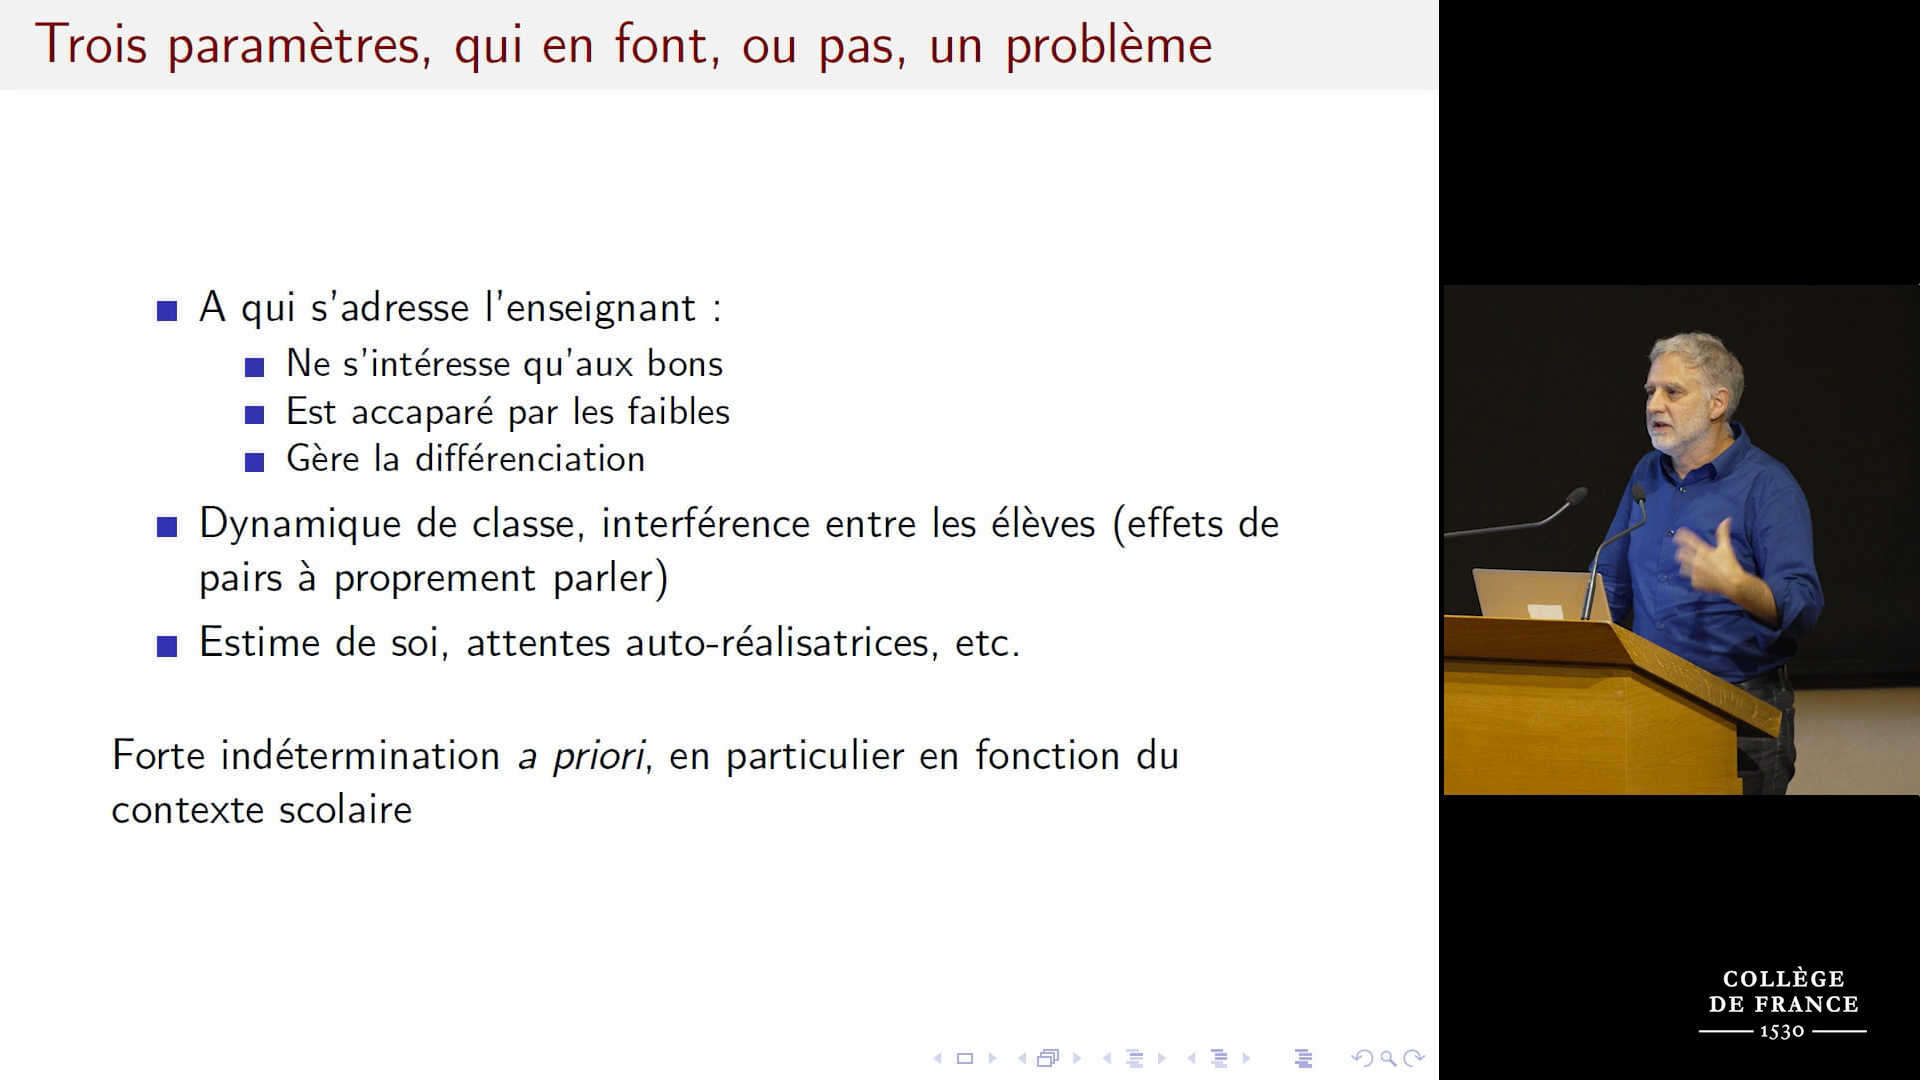 Trois paramètres, qui en font, ou pas, un problème
A qui s'adresse l'enseignant :
Ne s'intéresse qu'aux bons
Est accaparé par les faibles
Gère la différenciation
Dynamique de classe, interférence entre les élèves (effets de
pairs à proprement parler)
Estime de soi, attentes auto-réalisatrices, etc.
Forte indétermination a priori, en particulier en fonction du
contexte scolaire
COLLÈGE
DE FRANCE
1530